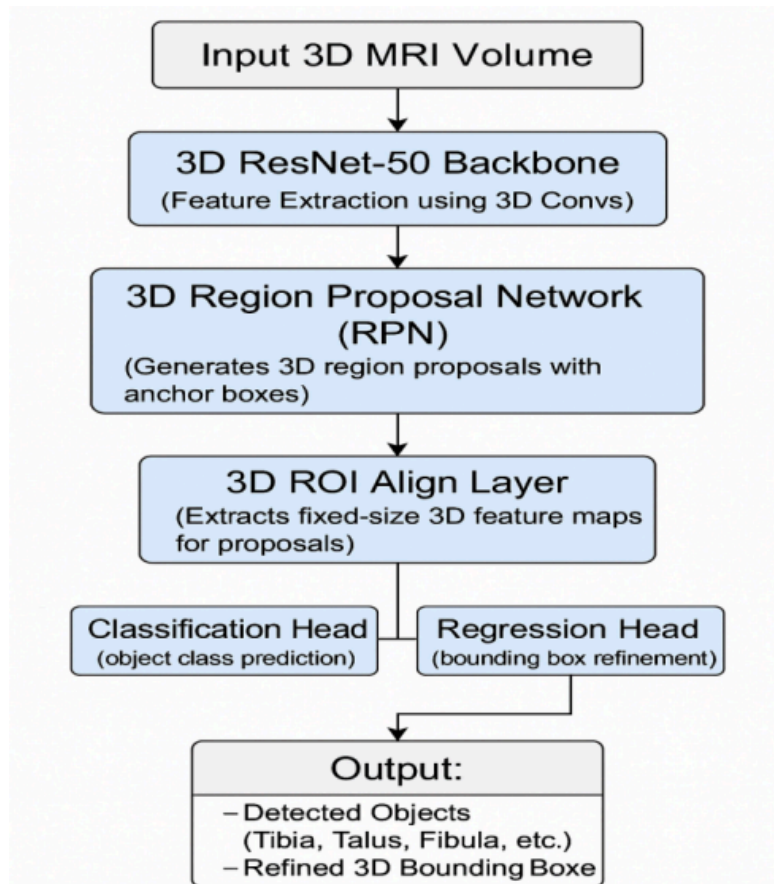 Input 3D MRI Volume
3D ResNet-50 Backbone
(Feature Extraction using 3D Convs)
3D Region Proposal Network
(RPN)
(Generates 3D region proposals with
anchor boxes)
3D ROI Align Layer
(Extracts fixed-size 3D feature maps
for proposals)
Classification Head
(object class prediction)
Regression Head
(bounding box refinement)
Output:
– Detected Objects
(Tibia, Talus, Fibula, etc.)
– Refined 3D Bounding Boxe